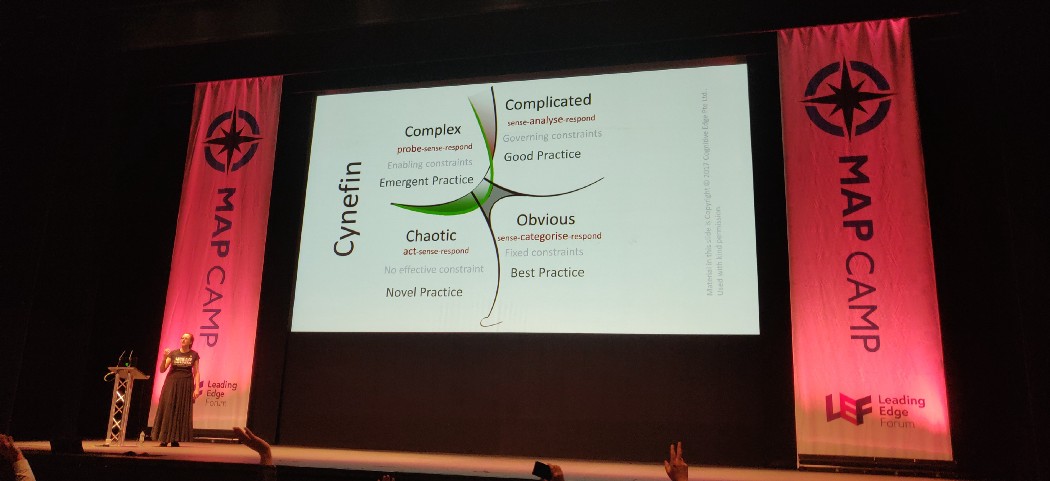 MAP CAMP
Leading
Edge
Forum
Cynefin
Complex
probe-sense-respond
Enabling constraints
Emergent Practice
Complicated
sense-analyse-respond
Governing constraints
Good Practice
Chaotic
act-sense-respond
No effective constraint
Novel Practice
Obvious
sense-categorise-respond
Fixed constraints
Best Practice
Material in this slide is Copyright © 2017 Cognitive Edge Pte Ltd.
Used with kind permission
MAP CAMP
LEF
Leading
Edge
Forum